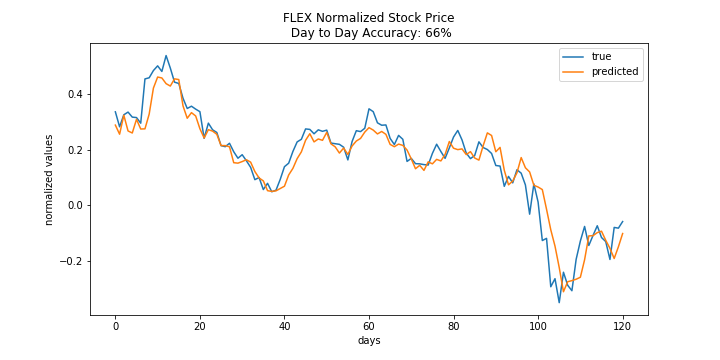 FLEX Normalized Stock Price
Day to Day Accuracy: 66%
true
predicted
normalized values
0.4
0.2
0.0
−0.2
0
20
40
60
80
100
120
days